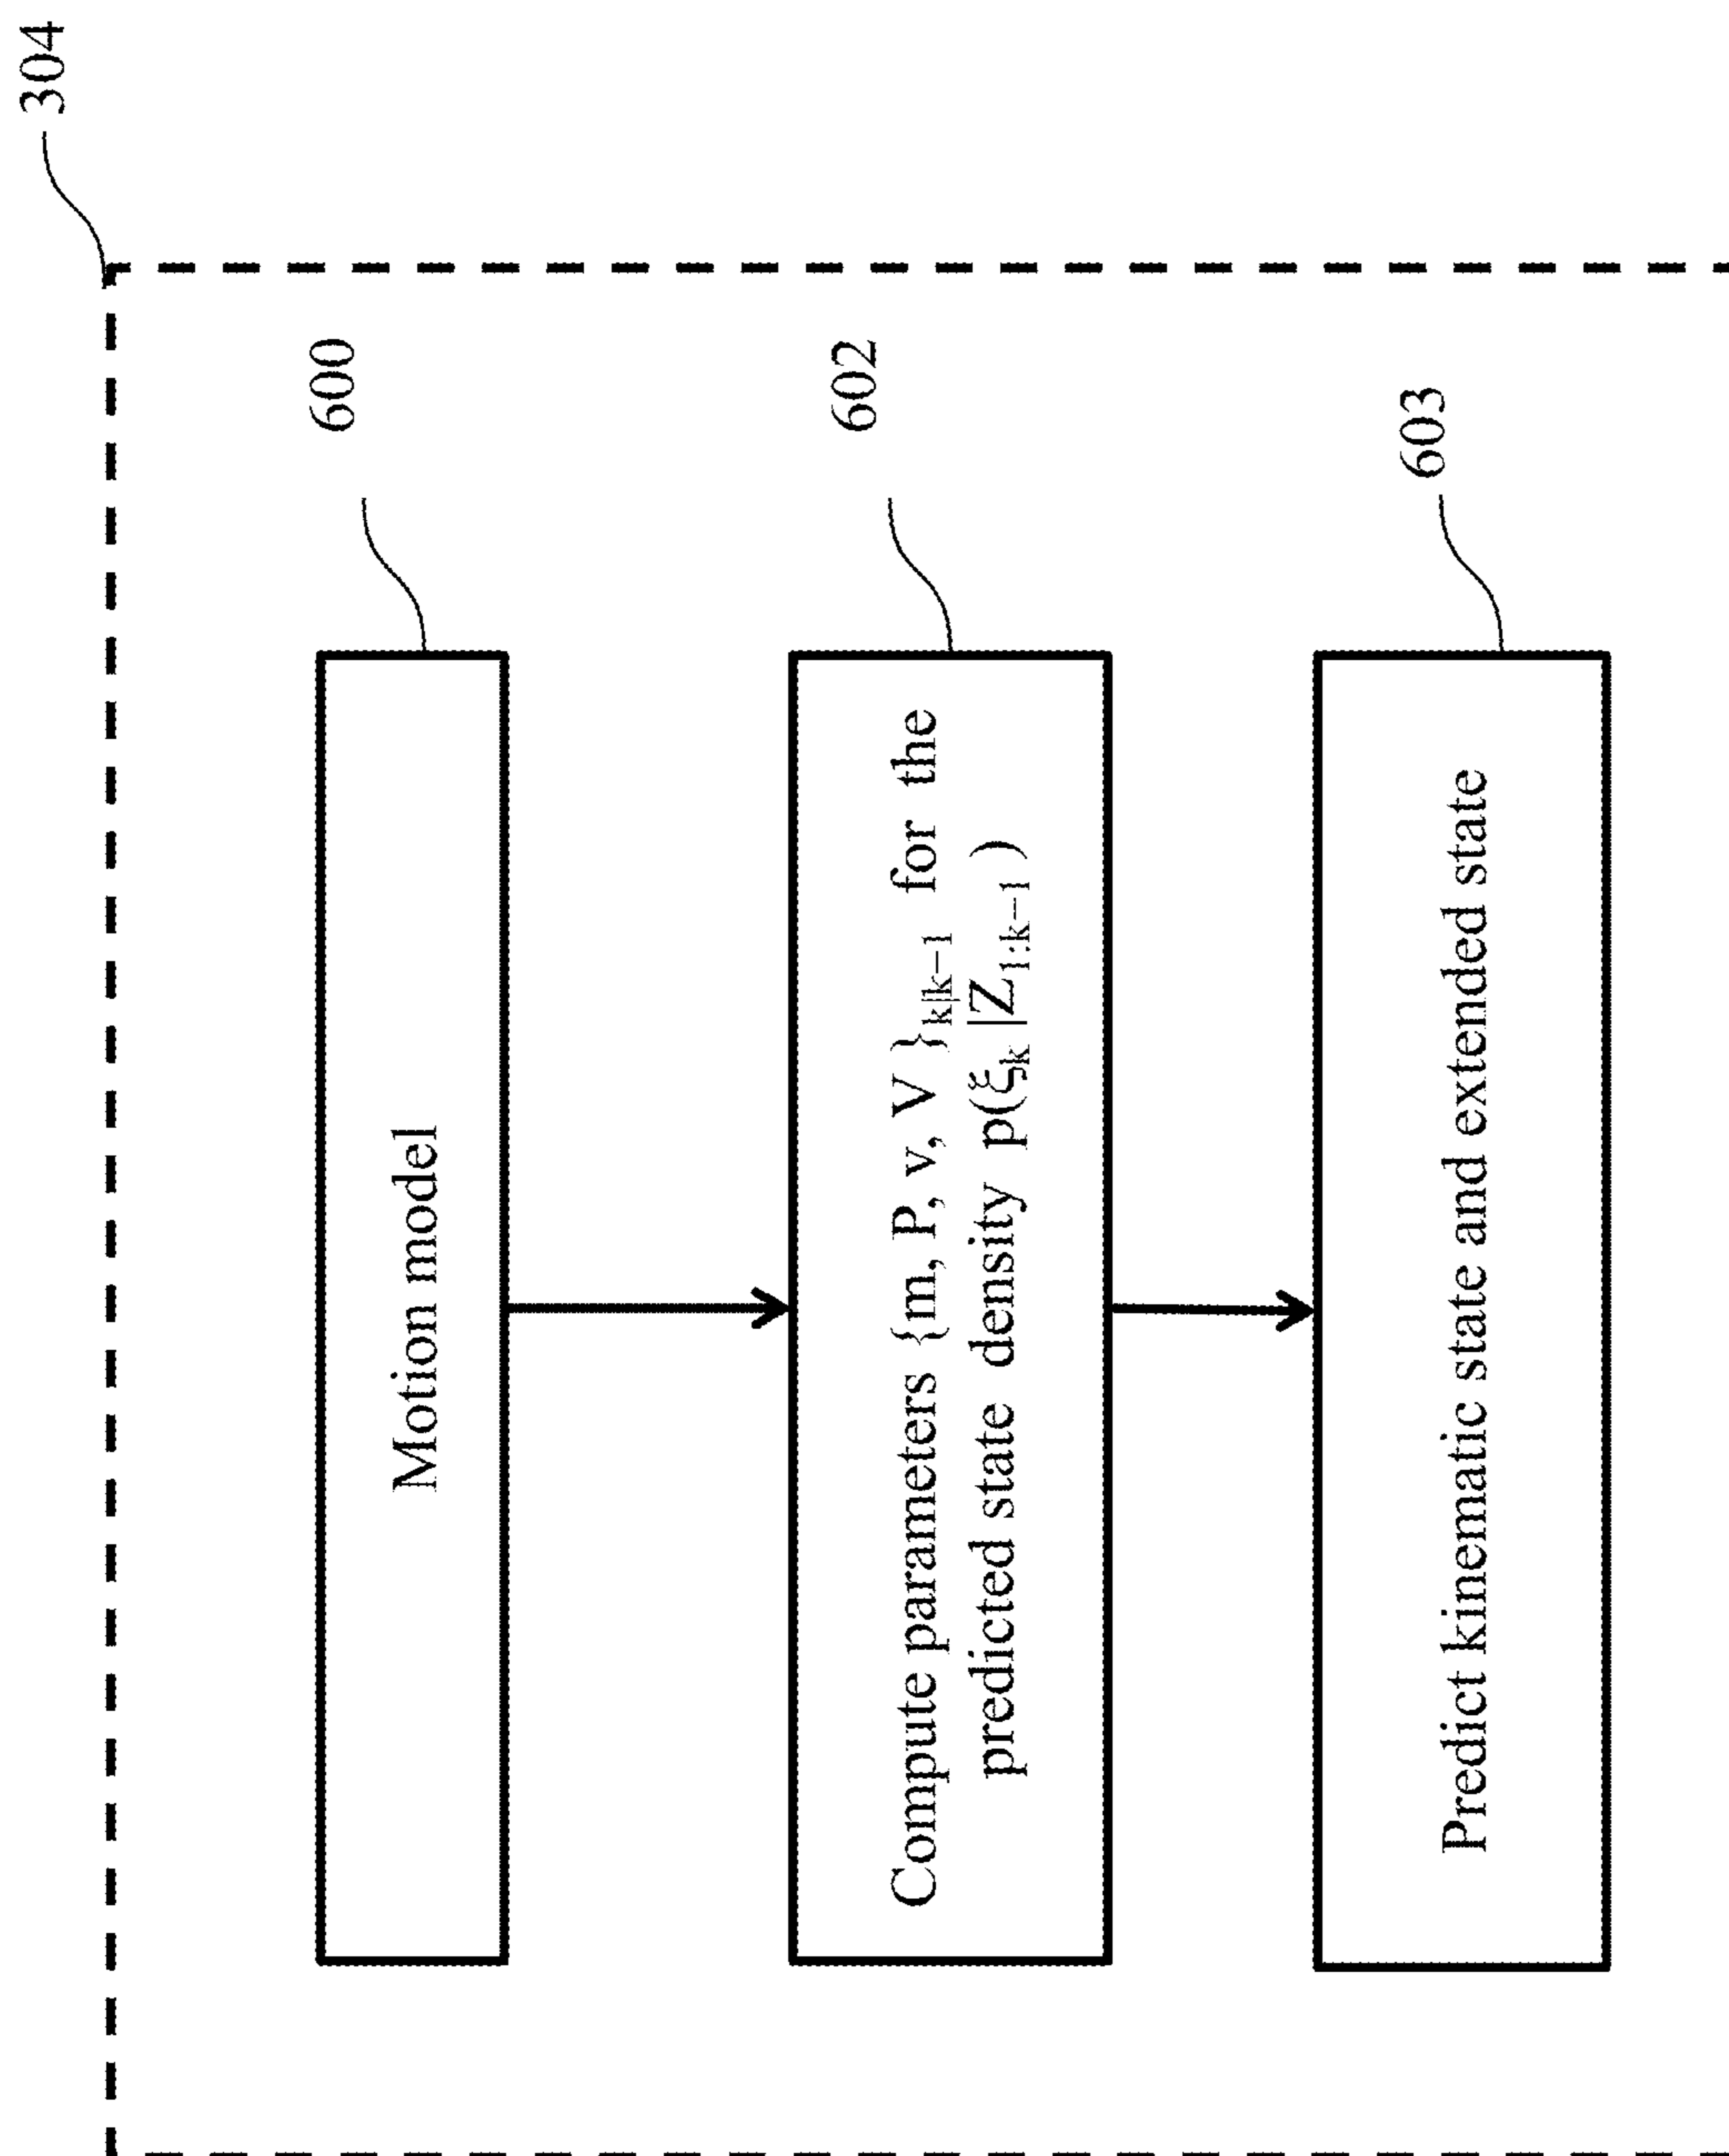 304
600
Motion model
602
Compute parameters {m, P, v, V }k|k−1 for the
predicted state density p(ξk |Z1:k−1 )
603
Predict kinematic state and extended state